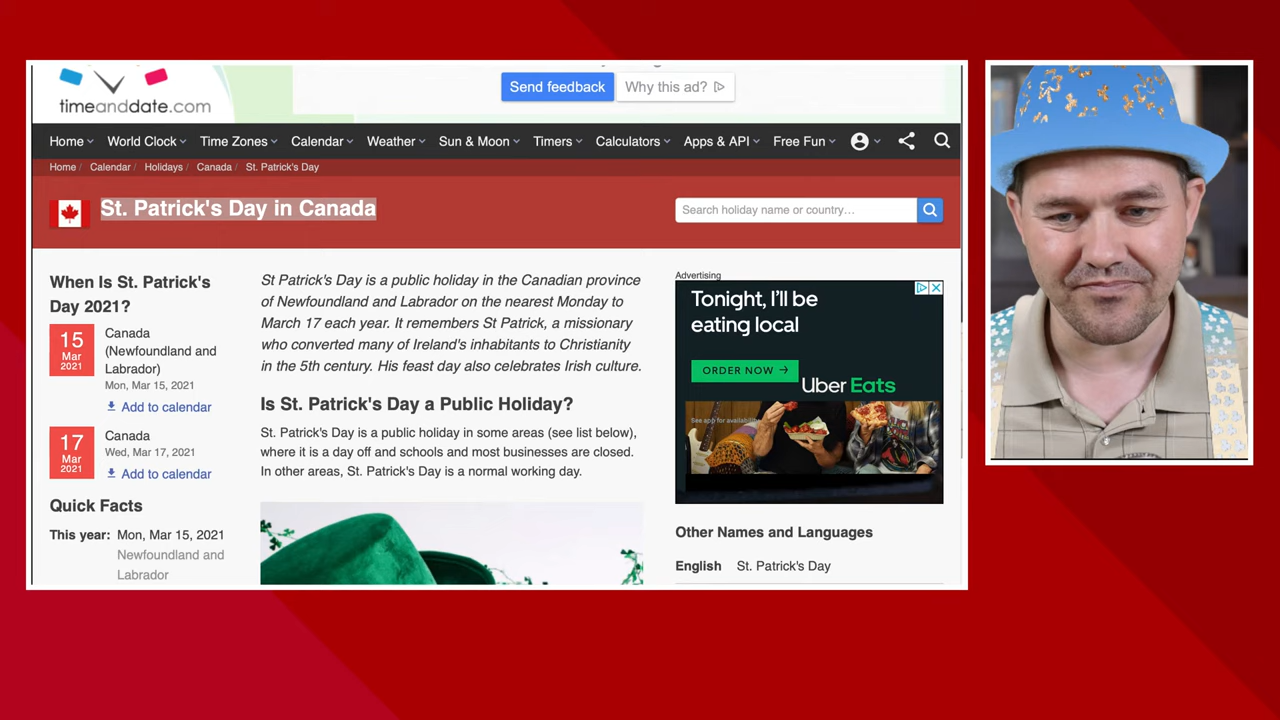 Send feedback
Why this ad?
timeanddate.com
Home World Clock Time Zones Calendar Weather Sun & Moon Timers Calculators Apps & API Free Fun
Home / Calendar / Holidays / Canada / St. Patrick's Day
St. Patrick's Day in Canada
Search holiday name or country…
When Is St. Patrick's
Day 2021?
15
Mar
2021
Canada
(Newfoundland and
Labrador)
Mon, Mar 15, 2021
Add to calendar
17
Mar
2021
Canada
Wed, Mar 17, 2021
Add to calendar
Quick Facts
This year: Mon, Mar 15, 2021
Newfoundland and
Labrador
St Patrick's Day is a public holiday in the Canadian province
of Newfoundland and Labrador on the nearest Monday to
March 17 each year. It remembers St Patrick, a missionary
who converted many of Ireland's inhabitants to Christianity
in the 5th century. His feast day also celebrates Irish culture.
Is St. Patrick's Day a Public Holiday?
St. Patrick's Day is a public holiday in some areas (see list below),
where it is a day off and schools and most businesses are closed.
In other areas, St. Patrick's Day is a normal working day.
Advertising
Tonight, I'll be
eating local
ORDER NOW →
Uber Eats
See app for availability.
Other Names and Languages
English St. Patrick's Day